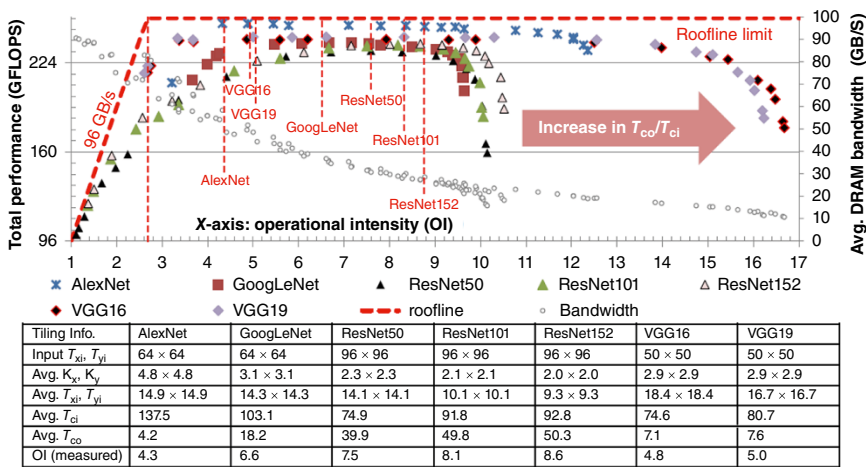 Total performance (GFLOPS)
224
160
96
96 GB/s
Roofline limit
VGG16
VGG19
ResNet50
GoogLeNet
ResNet101
AlexNet
ResNet152
Increase in Tco/Tci
X-axis: operational intensity (OI)
100
90
80
70
60
50
40
30
20
10
0
Avg. DRAM bandwidth (GB/S)
1 2 3 4 5 6 7 8 9 10 11 12 13 14 15 16 17
AlexNet GoogLeNet ResNet50 ResNet101 ResNet152
VGG16 VGG19 roofline Bandwidth
Tiling Info. AlexNet GoogLeNet ResNet50 ResNet101 ResNet152 VGG16 VGG19
Input Txi, Tyi 64 × 64 64 × 64 96 × 96 96 × 96 96 × 96 50 × 50 50 × 50
Avg. Kx, Ky 4.8 × 4.8 3.1 × 3.1 2.3 × 2.3 2.1 × 2.1 2.0 × 2.0 2.9 × 2.9 2.9 × 2.9
Avg. Txi, Tyi 14.9 × 14.9 14.3 × 14.3 14.1 × 14.1 10.1 × 10.1 9.3 × 9.3 18.4 × 18.4 16.7 × 16.7
Avg. Tci 137.5 103.1 74.9 91.8 92.8 74.6 80.7
Avg. Tco 4.2 18.2 39.9 49.8 50.3 7.1 7.6
OI (measured) 4.3 6.6 7.5 8.1 8.6 4.8 5.0